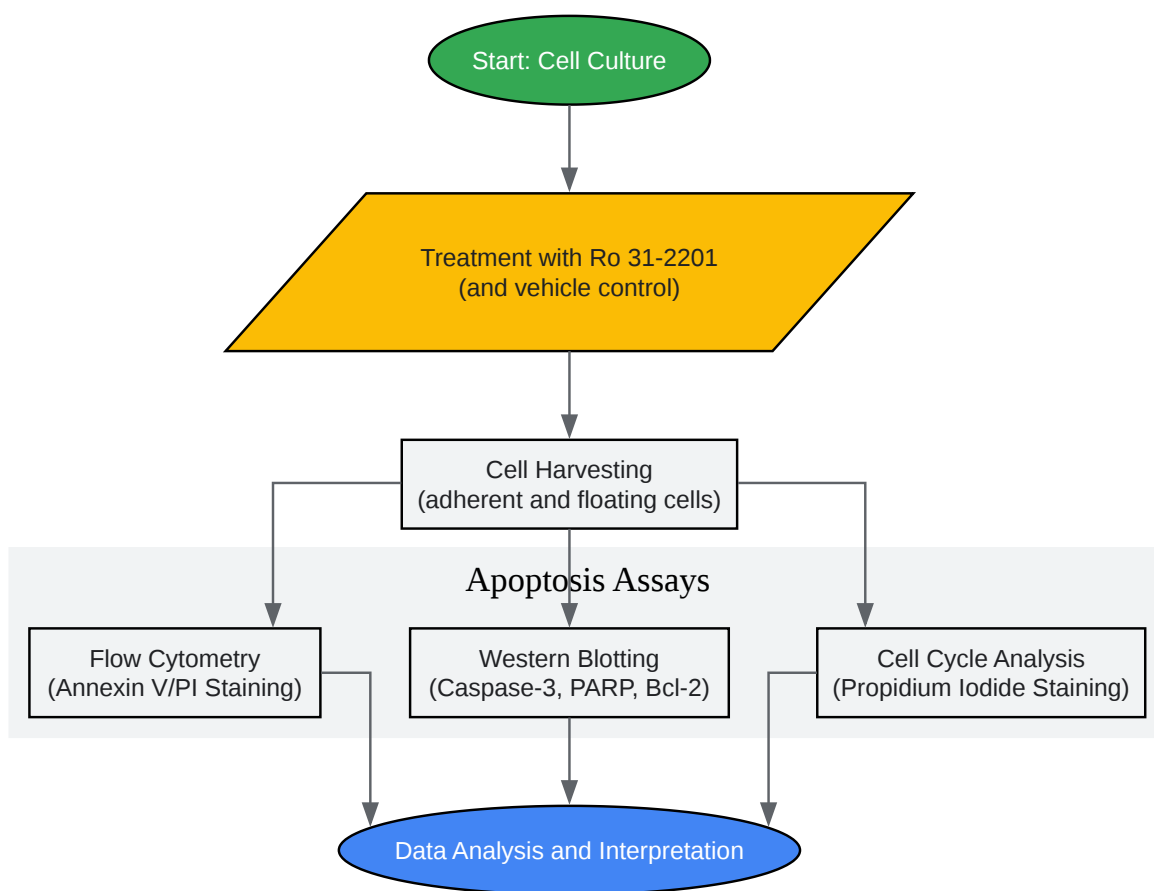 Start: Cell Culture
Treatment with Ro 31-2201
(and vehicle control)
Cell Harvesting
(adherent and floating cells)
Apoptosis Assays
Flow Cytometry
(Annexin V/PI Staining)
Western Blotting
(Caspase-3, PARP, Bcl-2)
Cell Cycle Analysis
(Propidium Iodide Staining)
Data Analysis and Interpretation